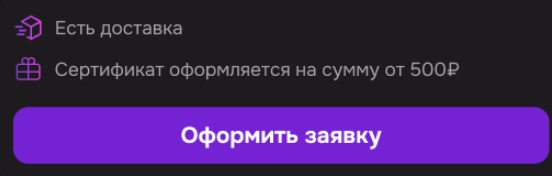 Есть доставка
Сертификат оформляется на сумму от 500₽
Оформить заявку